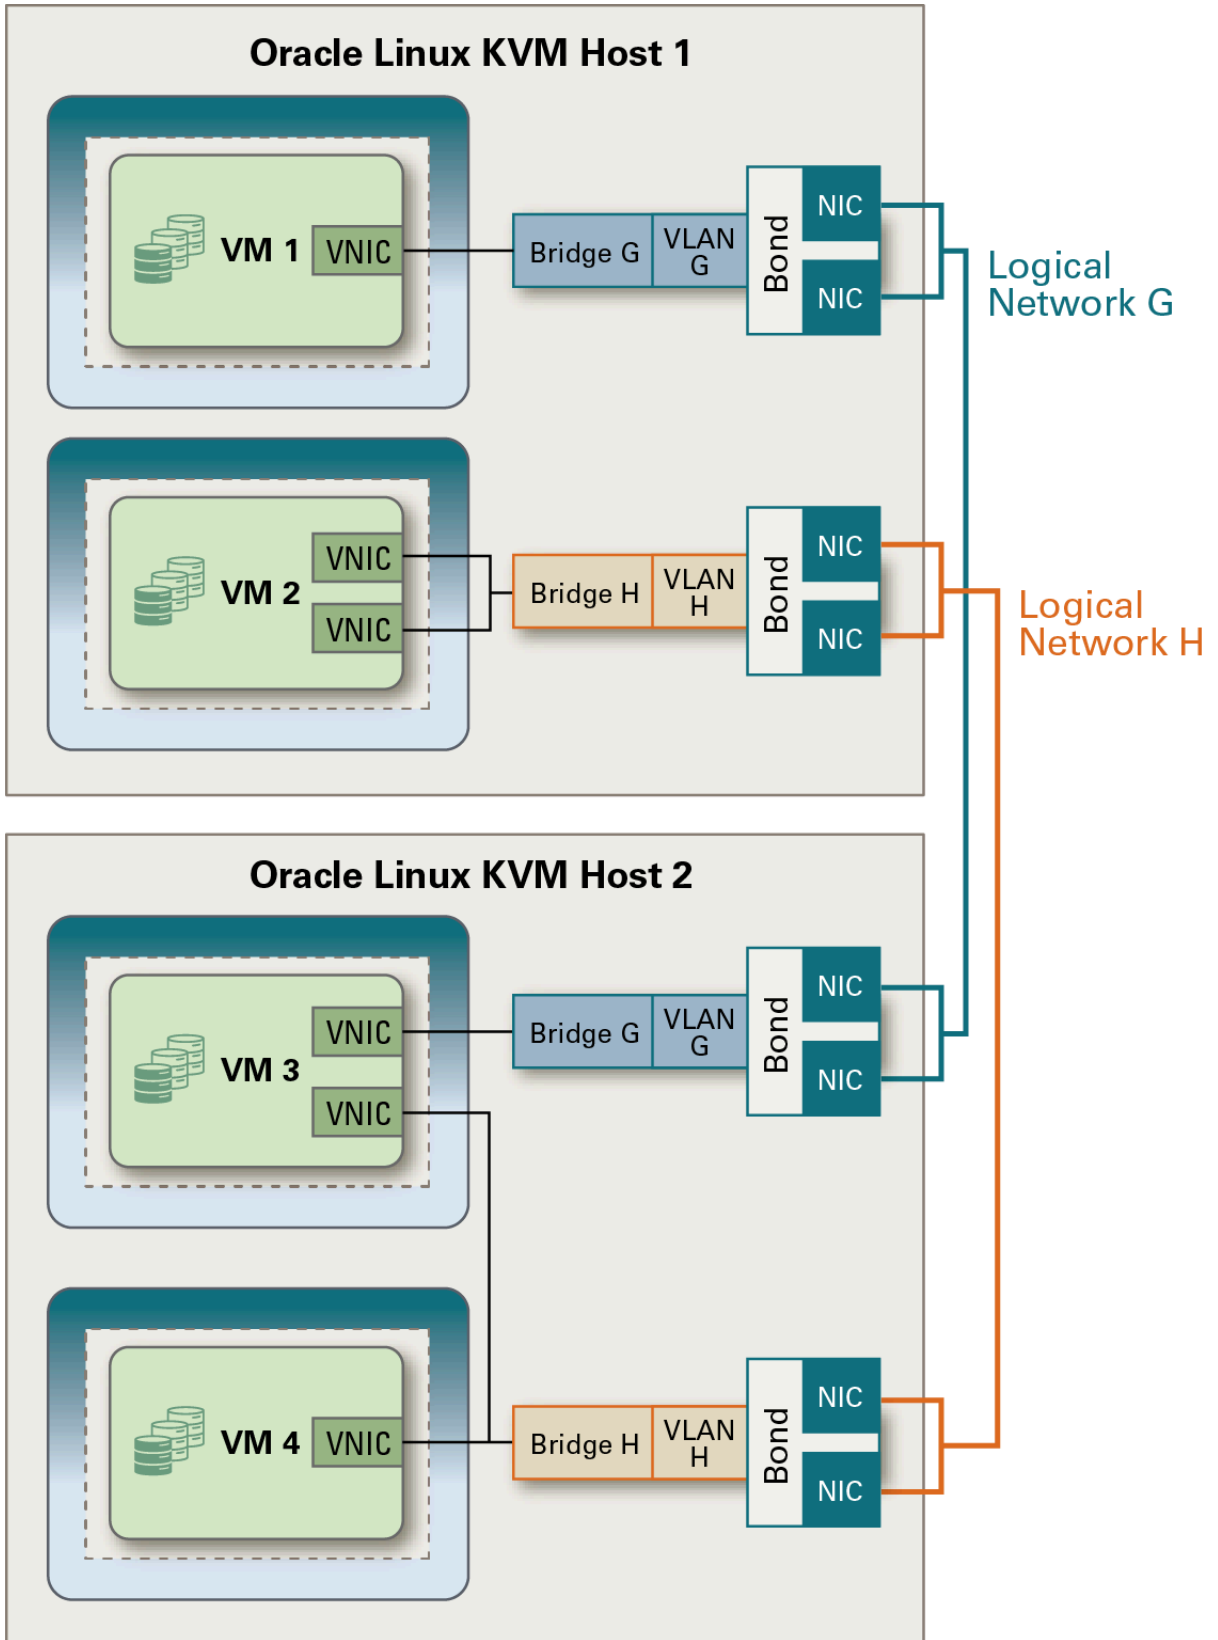 Oracle Linux KVM Host 1
VM 1
VNIC
Bridge G
VLAN
G
Bond
NIC
NIC
Logical
Network G
VM 2
VNIC
VNIC
Bridge H
VLAN
H
Bond
NIC
NIC
Logical
Network H
Oracle Linux KVM Host 2
VM 3
VNIC
VNIC
Bridge G
VLAN
G
Bond
NIC
NIC
VM 4
VNIC
Bridge H
VLAN
H
Bond
NIC
NIC